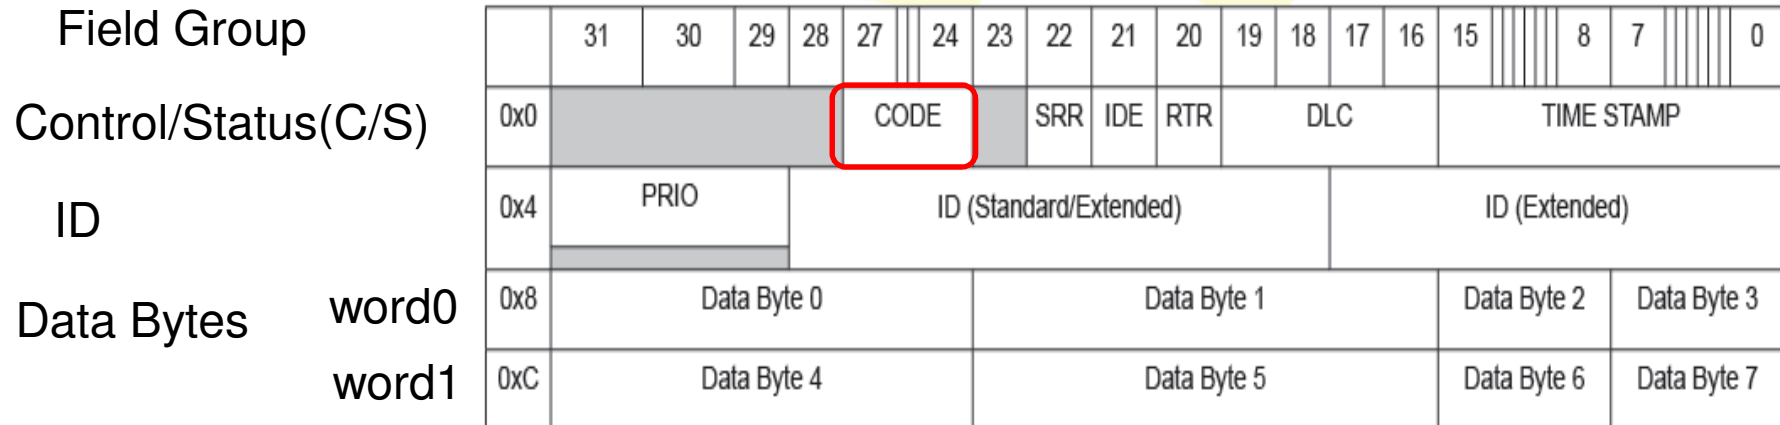 Field Group 31 30 29 28 27 24 23 22 21 20 19 18 17 16 15 8 7 0
Control/Status(C/S) 0x0 CODE SRR IDE RTR DLC TIME STAMP
ID 0x4 PRIO ID (Standard/Extended) ID (Extended)
Data Bytes word0 0x8 Data Byte 0 Data Byte 1 Data Byte 2 Data Byte 3
word1 0xC Data Byte 4 Data Byte 5 Data Byte 6 Data Byte 7